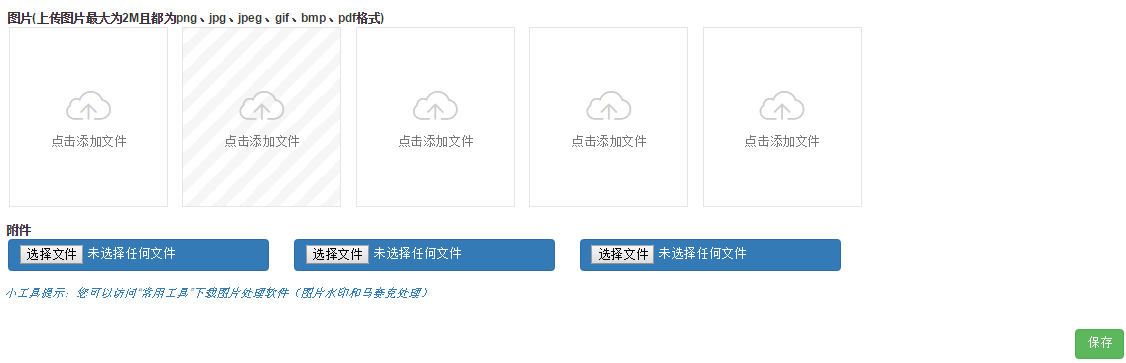 图片(上传图片最大为2M且都为png、jpg、jpeg、gif、bmp、pdf格式)
点击添加文件 点击添加文件 点击添加文件 点击添加文件 点击添加文件
附件
选择文件 未选择任何文件 选择文件 未选择任何文件 选择文件 未选择任何文件
小工具提示：您可以访问“常用工具”下载图片处理软件（图片水印和马赛克处理）
保存